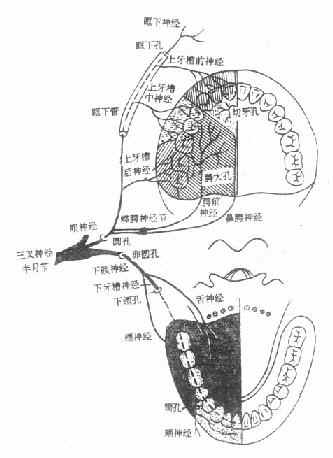 眶下神经
眶下孔
上牙槽前神经
上牙槽
中神经
眶下管
切牙孔
上牙槽
后神经
腭大孔
腭前
神经
蝶腭神经节
鼻腭神经
眼神经
圆孔
三叉神经
半月节
卵圆孔
下颌神经
下牙槽神经
下颌孔
舌神经
颊神经
颏孔
颏神经